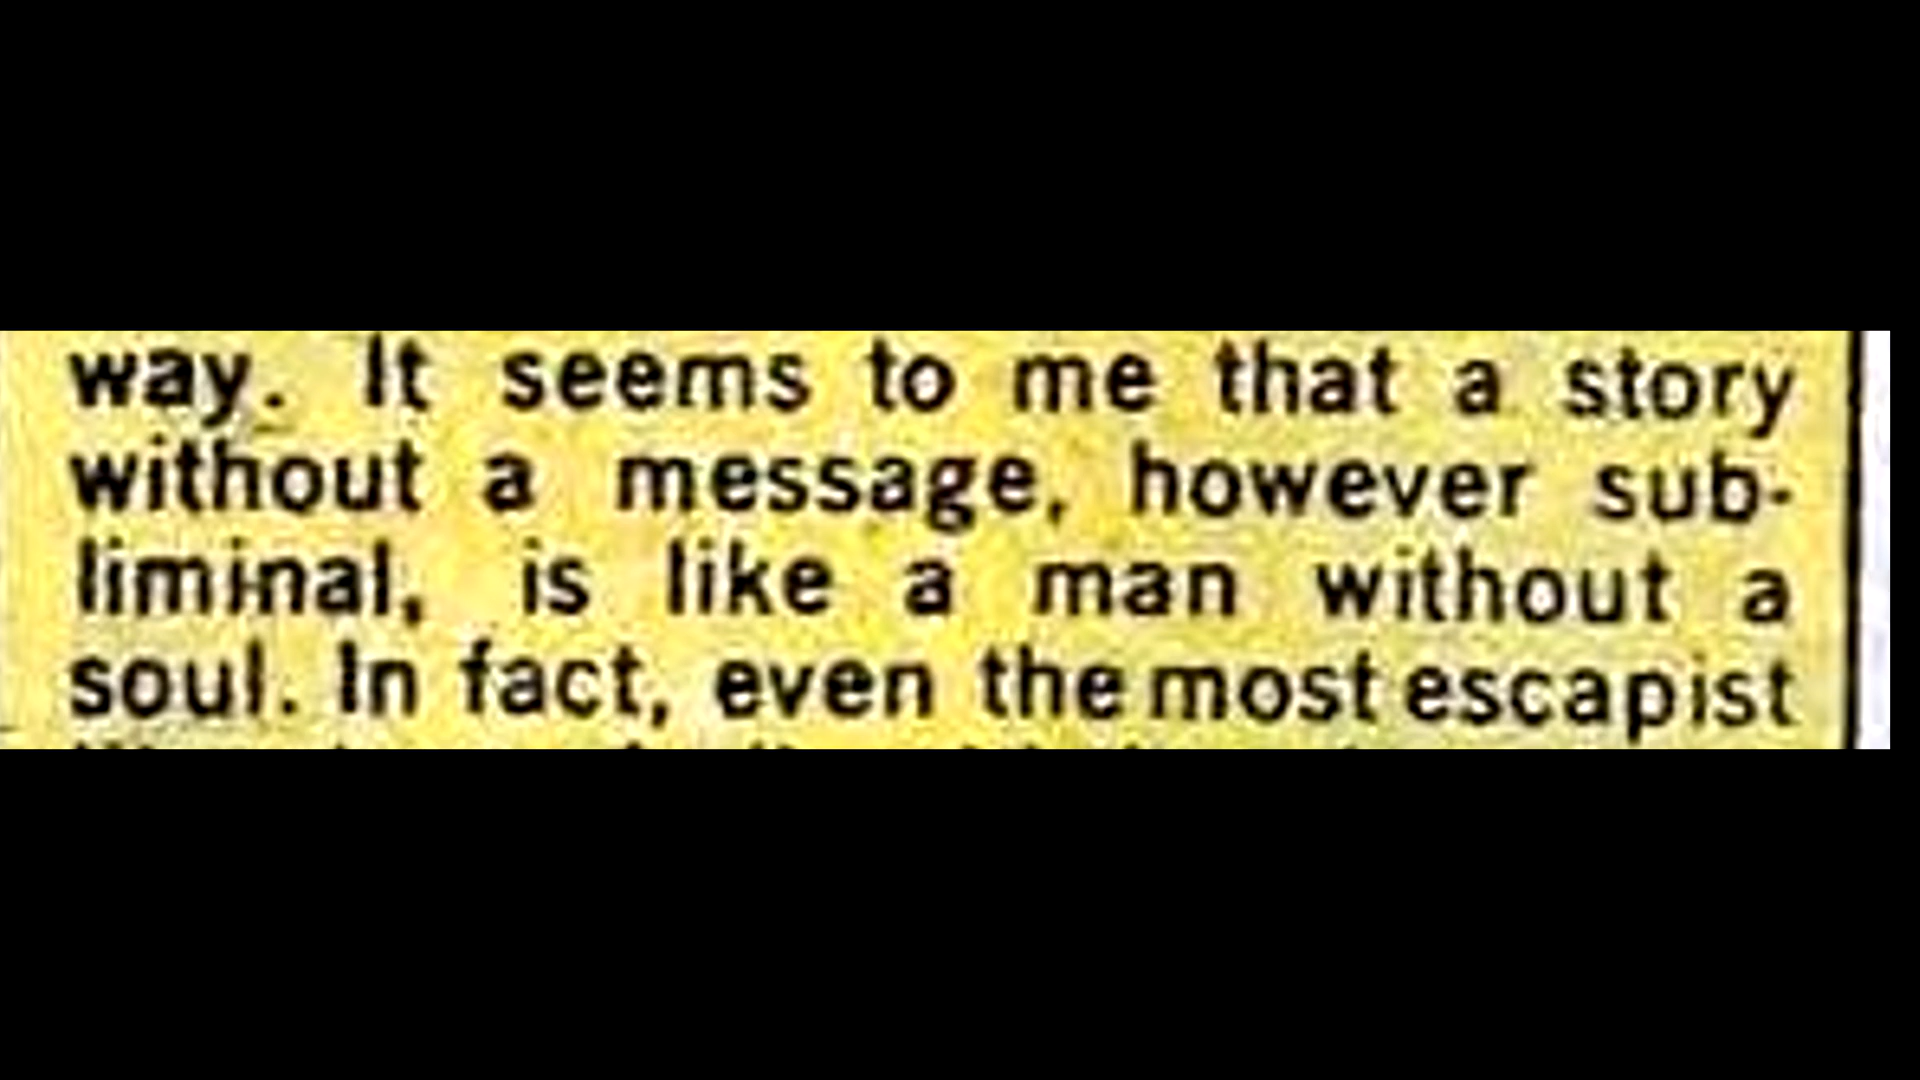 way. It seems to me that a story
without a message, however sub-
liminal, is like a man without a
soul. In fact, even the most escapist